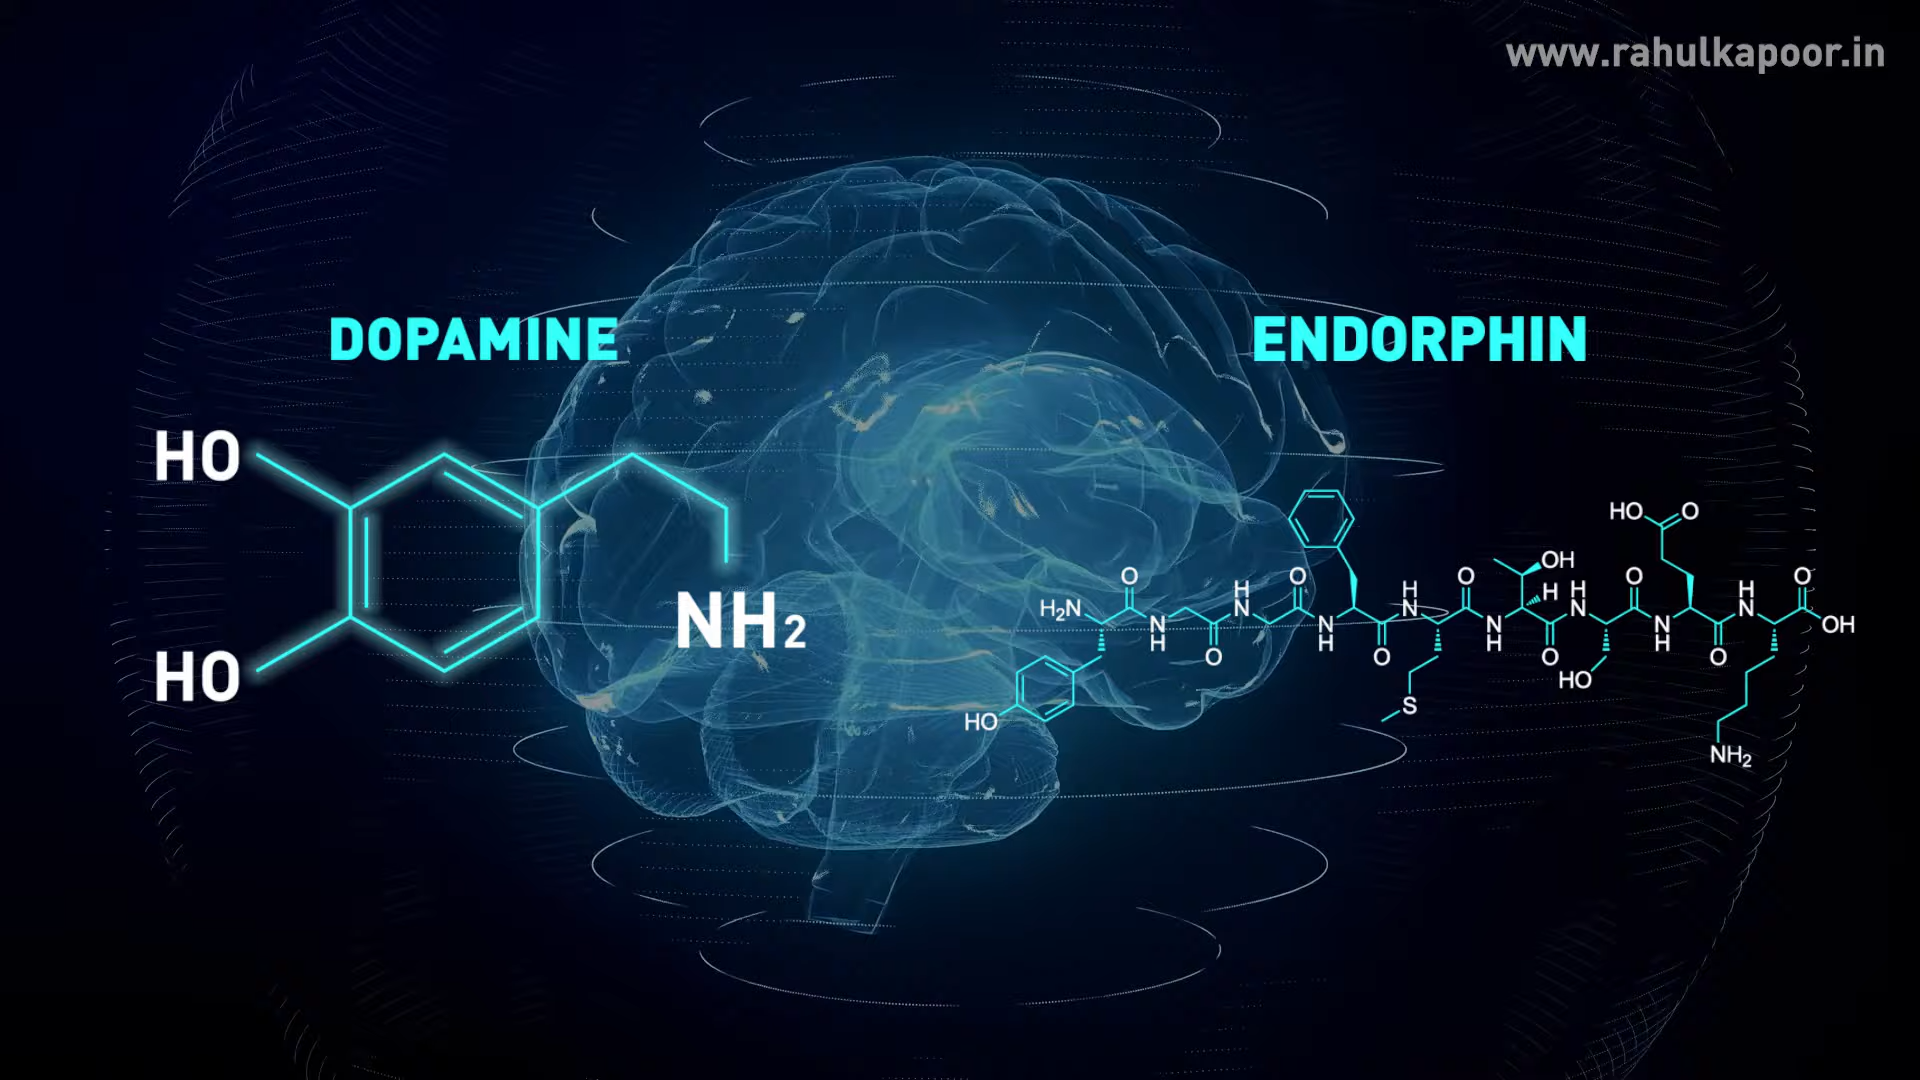 www.rahulkapoor.in
DOPAMINE
ENDORPHIN
HO
HO
NH2
HO O
OH
H
O H O H O H O H O
H2N N N N N OH
N N N N
H O H O H O H O
HO
HO
S
NH2